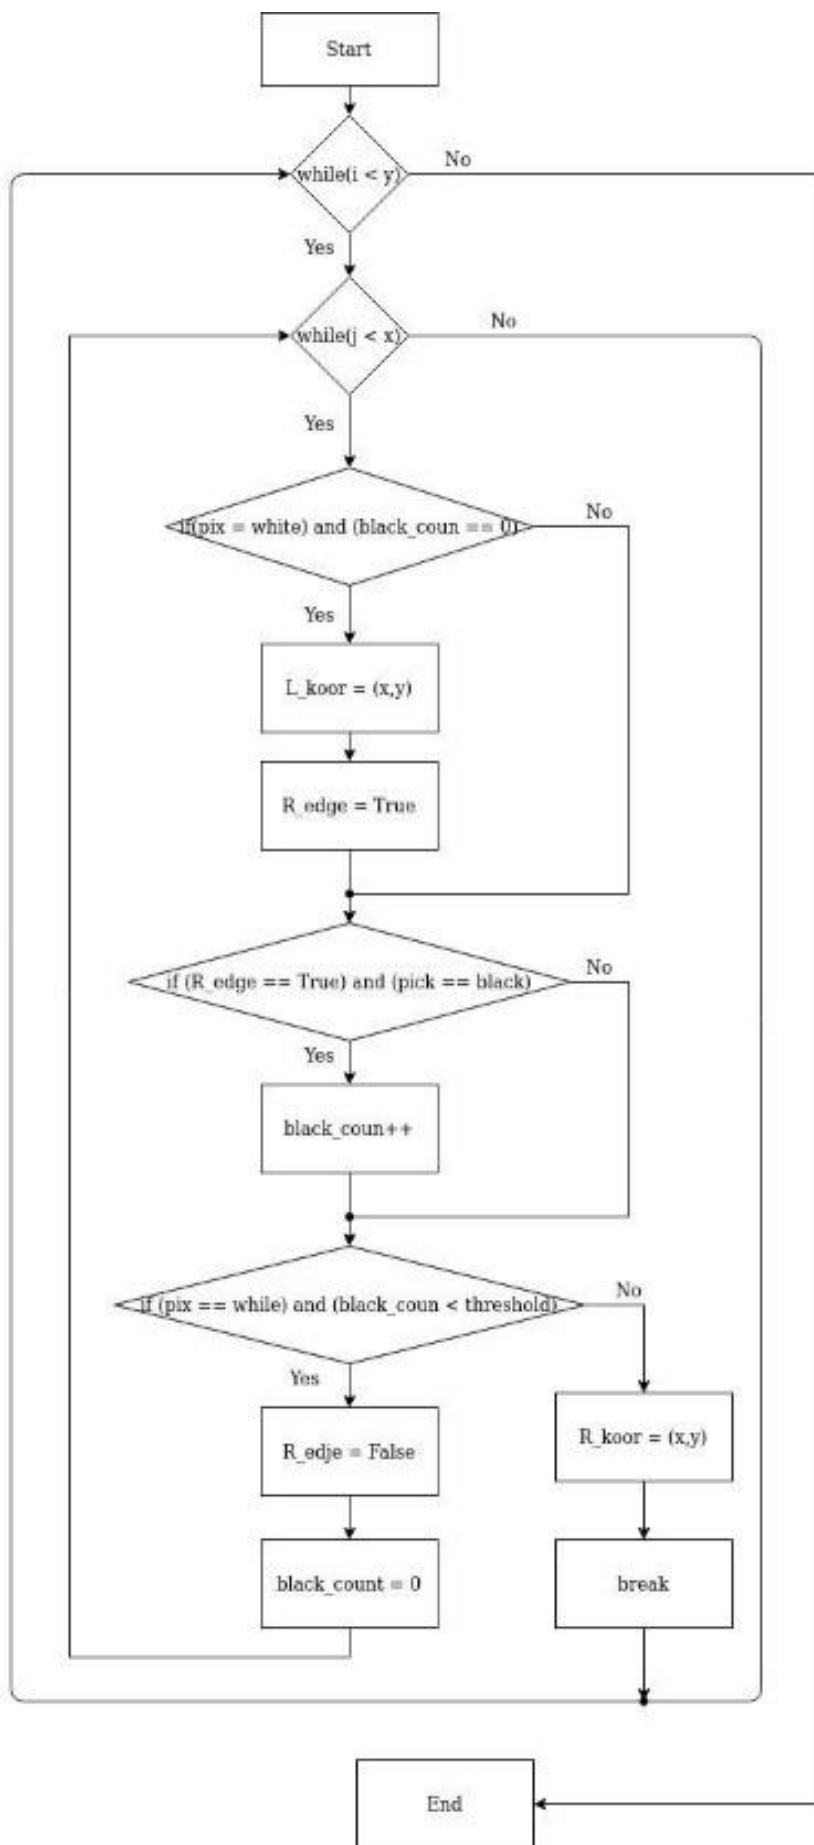 Start
while(i < y)
No
Yes
while(j < x)
No
Yes
if(pix = white) and (black_coun == 0)
No
Yes
L_koor = (x,y)
R_edge = True
if (R_edge == True) and (pick == black)
No
Yes
black_coun++
if (pix == while) and (black_coun < threshold)
No
Yes
R_edje = False
R_koor = (x,y)
black_count = 0
break
End